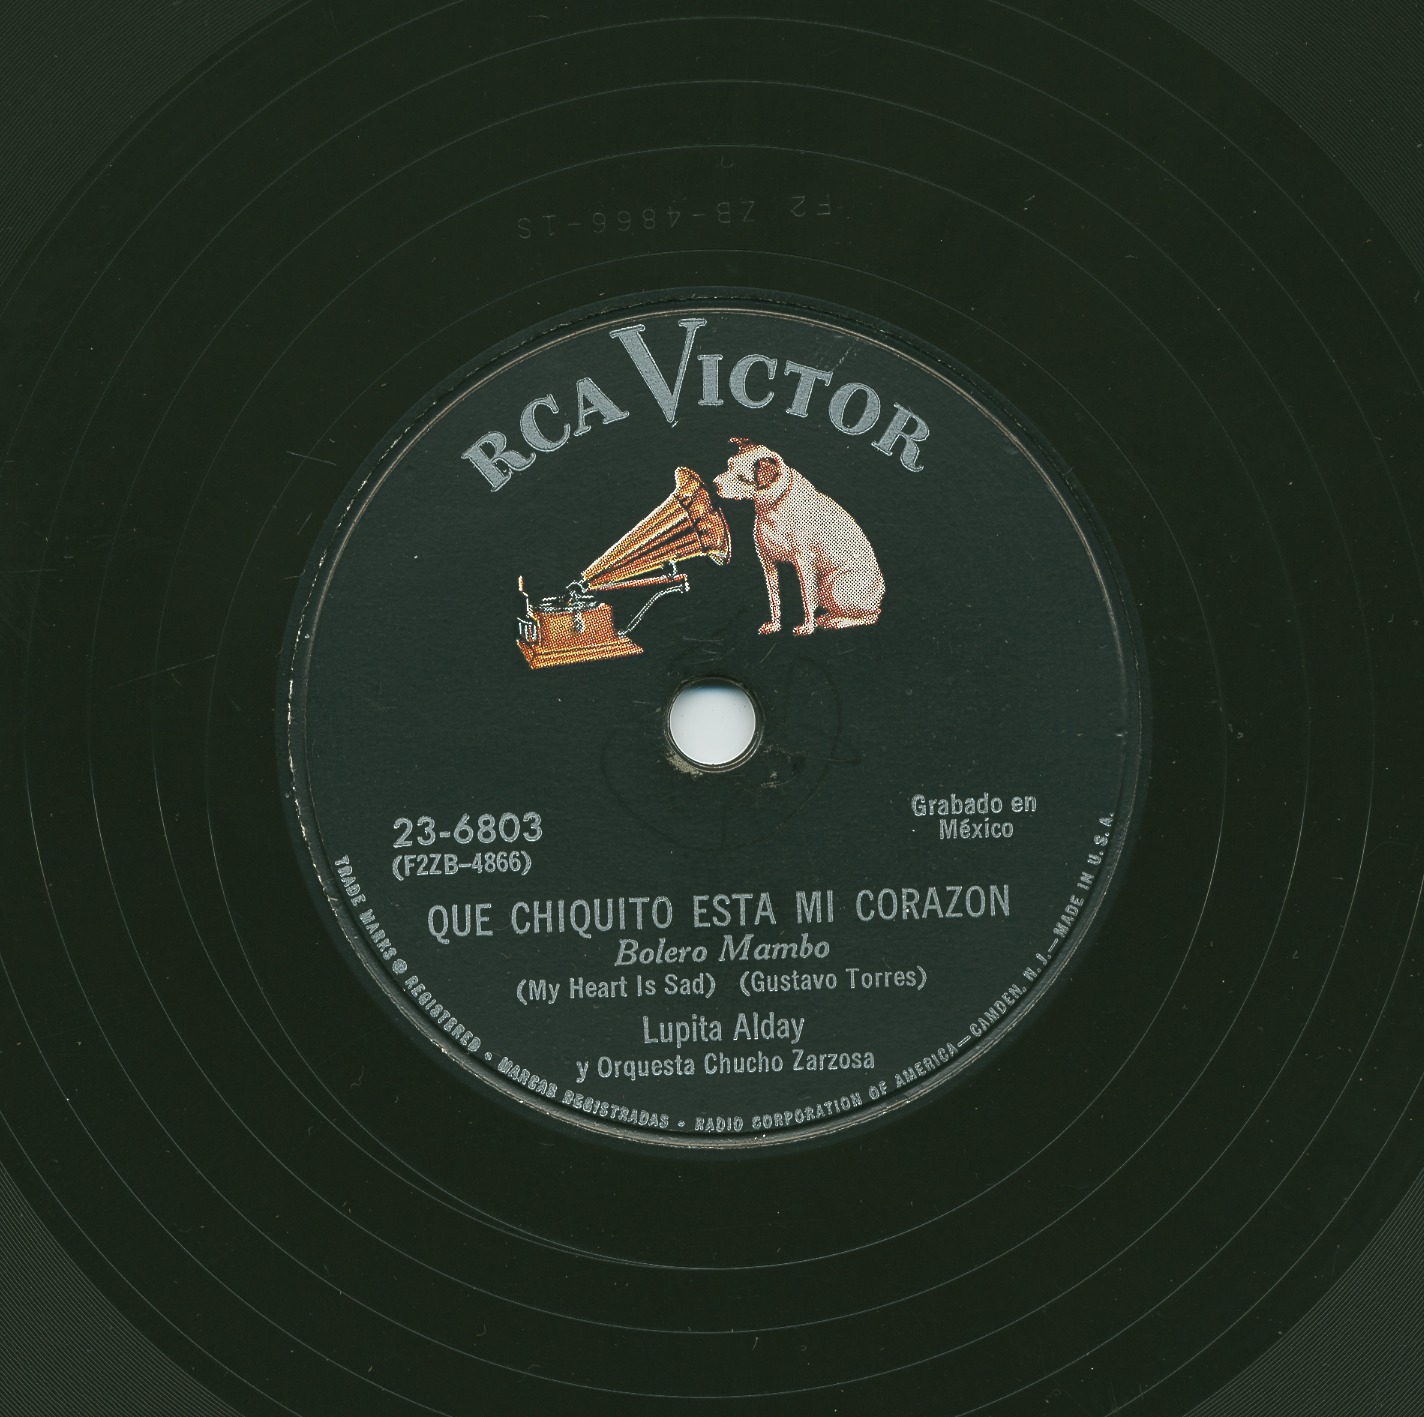 F2 ZB-4866-1S
RCA VICTOR
Grabado en
México
23-6803
(F2ZB-4866)
QUE CHIQUITO ESTA MI CORAZON
Bolero Mambo
(My Heart Is Sad) (Gustavo Torres)
Lupita Alday
y Orquesta Chucho Zarzosa
TRADE MARKS ® REGISTERED • MARCAS REGISTRADAS • RADIO CORPORATION OF AMERICA—CAMDEN, N. J.—MADE IN U. S. A.